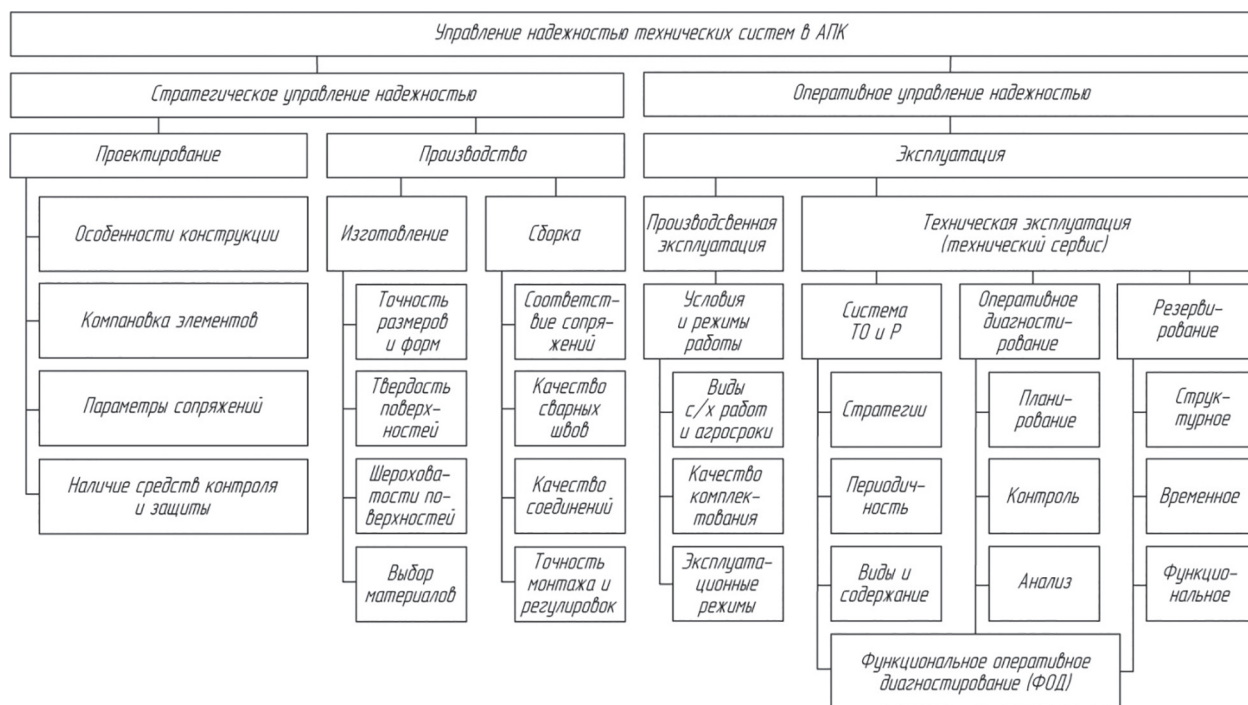 Управление надежностью технических систем в АПК
Стратегическое управление надежностью
Оперативное управление надежностью
Проектирование
Производство
Эксплуатация
Особенности конструкции
Компановка элементов
Параметры сопряжений
Наличие средств контроля
и защиты
Изготовление
Точность
размеров
и форм
Твердость
поверх-
ностей
Шерохова-
тости по-
верхностей
Выбор
материалов
Сборка
Соответст-
вие сопря-
жений
Качество
сварных
швов
Качество
соединений
Точность
монтажа и
регулировок
Производсвенная
эксплуатация
Условия
и режимы
работы
Виды
с/х работ
и агросроки
Качество
комплек-
тования
Эксплуата-
ционные
режимы
Техническая эксплуатация
(технический сервис)
Система
ТО и Р
Стратегии
Периодич-
ность
Виды и
содержание
Оперативное
диагности-
рование
Плани-
рование
Контроль
Анализ
Резерви-
рование
Струк-
турное
Временное
Функцио-
нальное
Функциональное оперативное
диагностирование (ФОД)